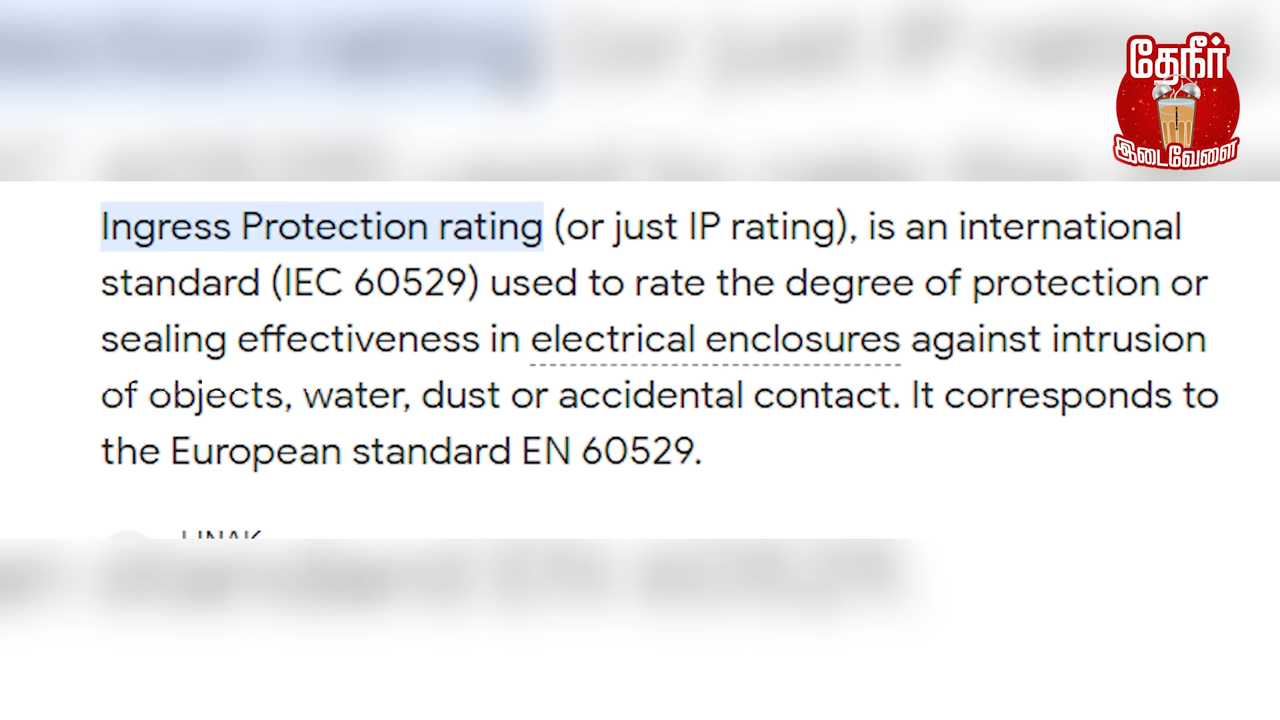 தேநீர்
இடைவேளை
Ingress Protection rating (or just IP rating), is an international
standard (IEC 60529) used to rate the degree of protection or
sealing effectiveness in electrical enclosures against intrusion
of objects, water, dust or accidental contact. It corresponds to
the European standard EN 60529.
LINAK